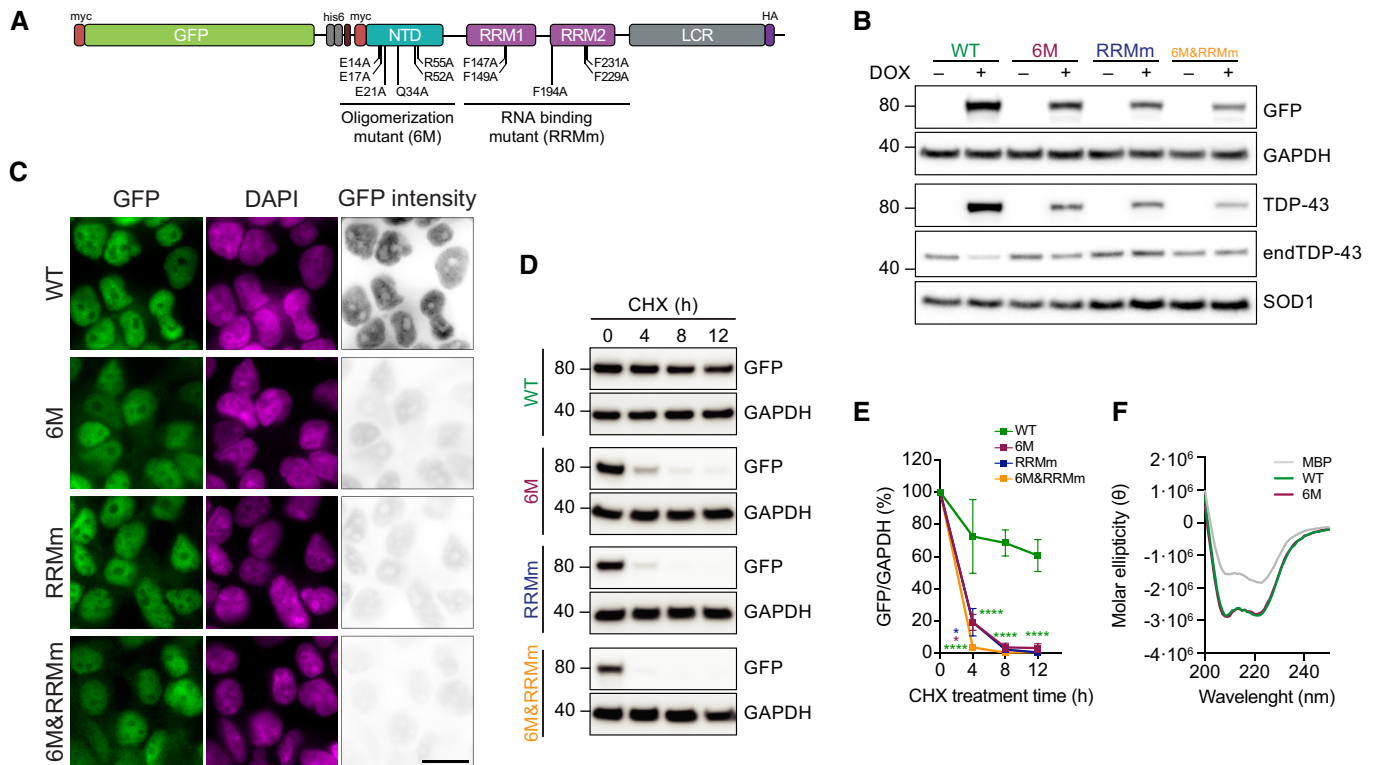 A
myc
GFP
his6
myc
NTD
RRM1
RRM2
LCR
HA
E14A
E17A
E21A
Q34A
R55A
R52A
F147A
F149A
F194A
F231A
F229A
Oligomerization
mutant (6M)
RNA binding
mutant (RRMm)
B
WT 6M RRMm 6M&RRMm
DOX – + – + – + – +
80 GFP
40 GAPDH
80 TDP-43
endTDP-43
40
SOD1
C
GFP DAPI GFP intensity
WT
6M
RRMm
6M&RRMm
D
CHX (h)
0 4 8 12
WT
80 GFP
40 GAPDH
6M
80 GFP
40 GAPDH
RRMm
80 GFP
40 GAPDH
6M&RRMm
80 GFP
40 GAPDH
E
WT
6M
RRMm
6M&RRMm
GFP/GAPDH (%)
120
100
80
60
40
20
0
*
*
****
****
****
****
0 4 8 12
CHX treatment time (h)
F
MBP
WT
6M
Molar ellipticity (θ)
2·10⁶
1·10⁶
0
-1·10⁶
-2·10⁶
-3·10⁶
-4·10⁶
200 220 240
Wavelenght (nm)